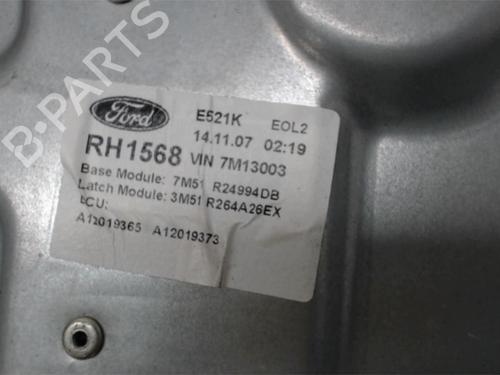 B-PARTS
Ford
E521K EOL2
14.11.07 02:19
RH1568 VIN 7M13003
Base Module: 7M51 R24994DB
Latch Module: 3M51 R264A26EX
ECU:
A12019365 A12019373